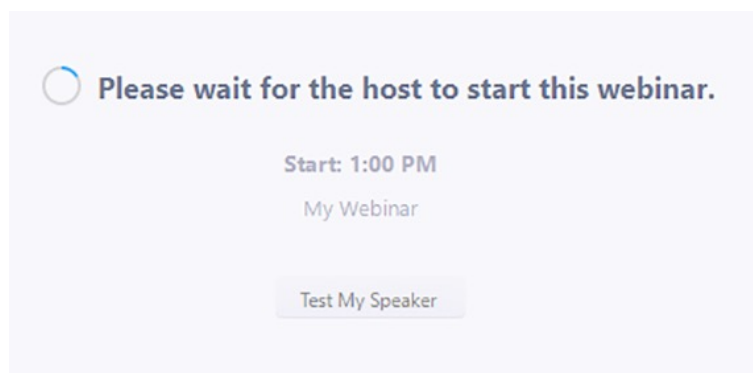 Please wait for the host to start this webinar.
Start: 1:00 PM
My Webinar
Test My Speaker